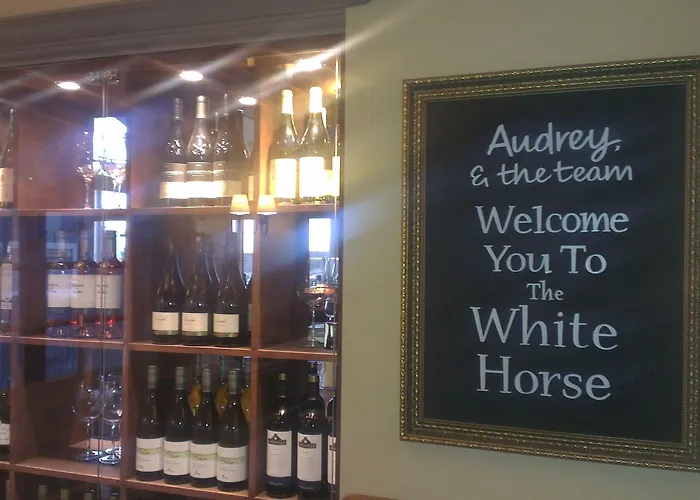 Audrey,
& the team
Welcome
You To
The
White
Horse